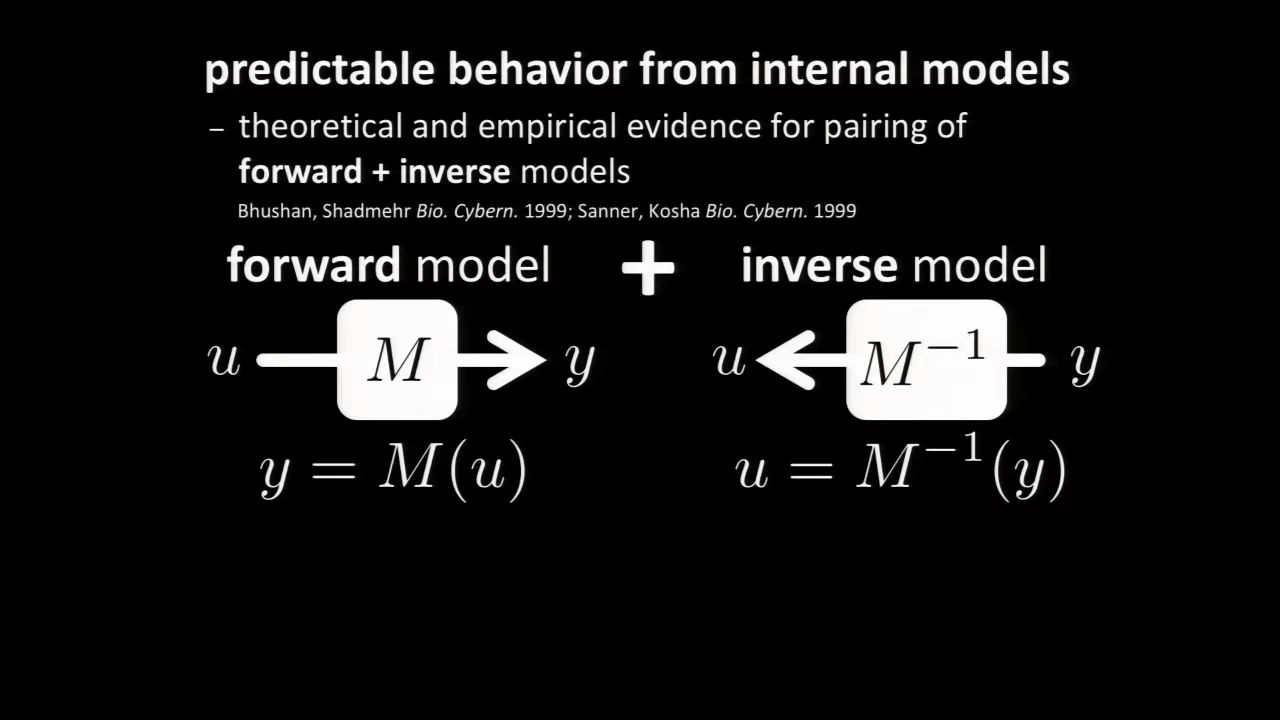 predictable behavior from internal models
– theoretical and empirical evidence for pairing of
forward + inverse models
Bhushan, Shadmehr Bio. Cybern. 1999; Sanner, Kosha Bio. Cybern. 1999
forward model + inverse model
u M y u M⁻¹ y
y = M(u) u = M⁻¹(y)